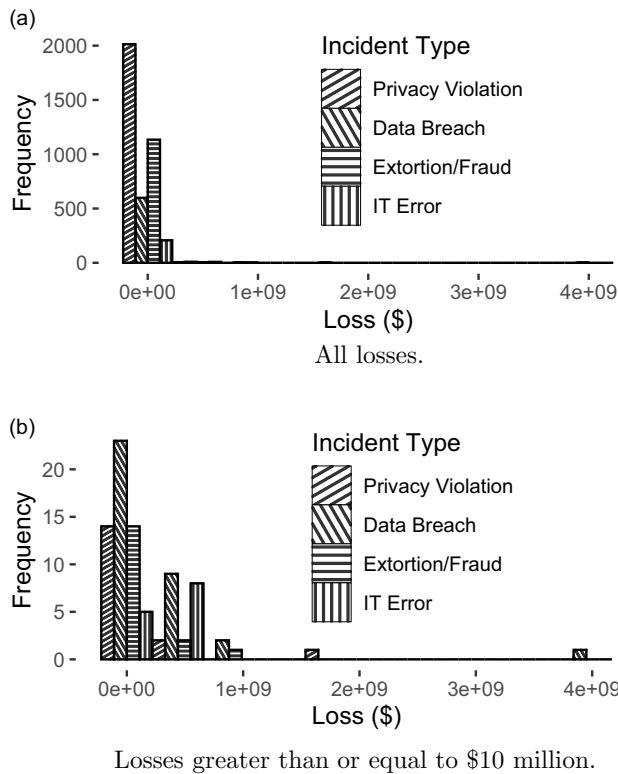 (a)
Incident Type
Privacy Violation
Data Breach
Extortion/Fraud
IT Error
Frequency
2000
1500
1000
500
0
0e+00 1e+09 2e+09 3e+09 4e+09
Loss ($)
All losses.
(b)
Incident Type
Privacy Violation
Data Breach
Extortion/Fraud
IT Error
Frequency
20
15
10
5
0
0e+00 1e+09 2e+09 3e+09 4e+09
Loss ($)
Losses greater than or equal to $10 million.